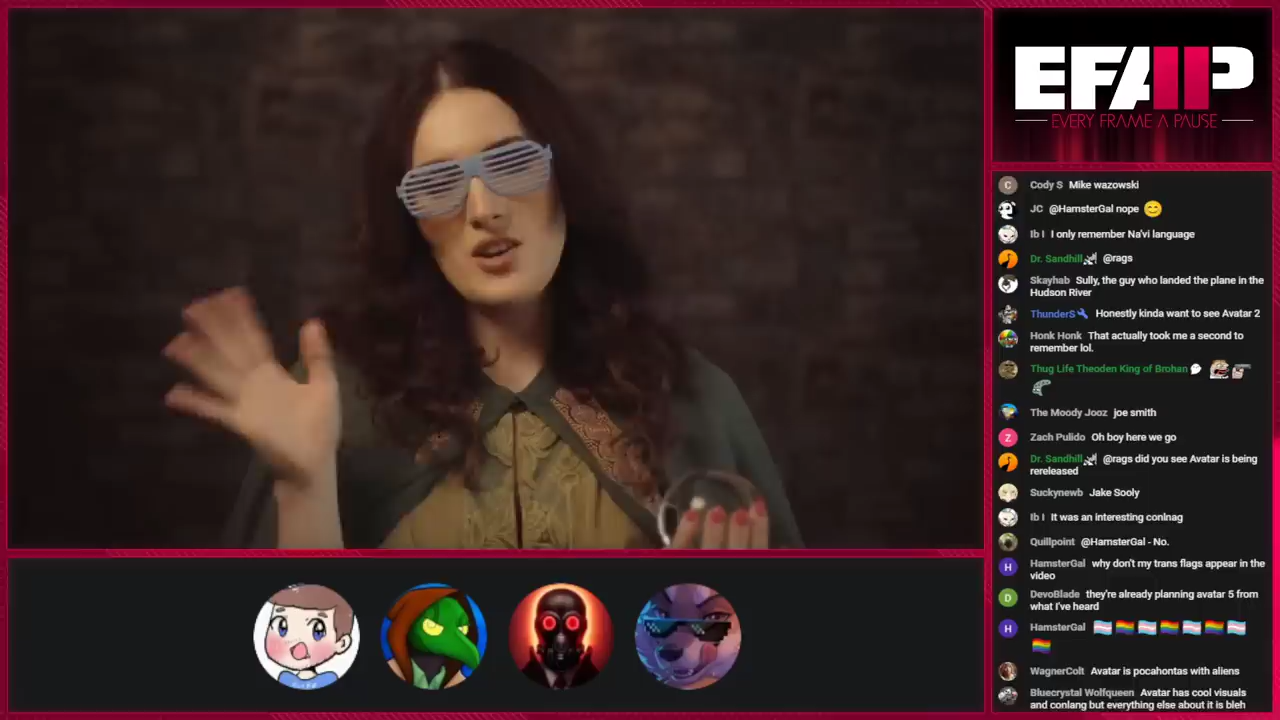 EFAP
EVERY FRAME A PAUSE
Cody S Mike wazowski
JC @HamsterGal nope 😊
Ib I I only remember Na'vi language
Dr. Sandhill @rags
Skayhab Sully, the guy who landed the plane in the
Hudson River
ThunderS Honestly kinda want to see Avatar 2
Honk Honk That actually took me a second to
remember lol.
Thug Life Theoden King of Brohan
The Moody Jooz joe smith
Zach Pulido Oh boy here we go
Dr. Sandhill @rags did you see Avatar is being
rereleased
Suckynewb Jake Sooly
Ib I It was an interesting conlnag
Quillpoint @HamsterGal - No.
HamsterGal why don't my trans flags appear in the
video
DevoBlade they're already planning avatar 5 from
what I've heard
HamsterGal 🏳️‍⚧️🏳️‍🌈🏳️‍⚧️🏳️‍🌈🏳️‍⚧️🏳️‍🌈🏳️‍⚧️
🏳️‍🌈
WagnerColt Avatar is pocahontas with aliens
Bluecrystal Wolfqueen Avatar has cool visuals
and conlang but everything else about it is bleh